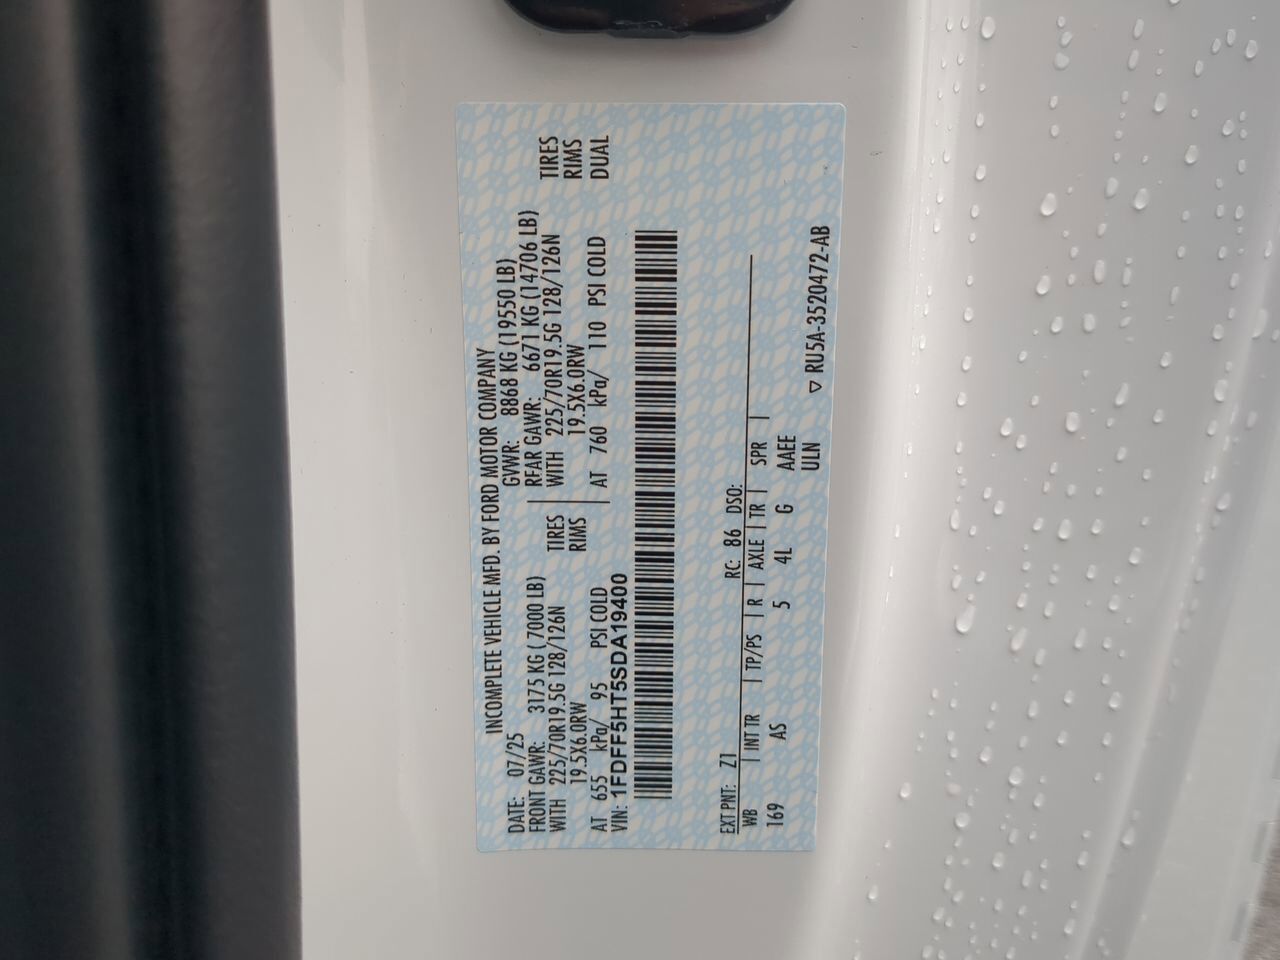 INCOMPLETE VEHICLE MFD. BY FORD MOTOR COMPANY
DATE: 07/25 GVWR: 8868 KG (19550 LB)
FRONT GAWR: 3175 KG ( 7000 LB) REAR GAWR: 6671 KG (14706 LB)
WITH 225/70R19.5G 128/126N TIRES WITH 225/70R19.5G 128/126N TIRES
19.5X6.0RW RIMS 19.5X6.0RW RIMS
AT 655 kPa/ 95 PSI COLD AT 760 kPa/ 110 PSI COLD DUAL
VIN: 1FDFF5HT5SDA19400
EXT PNT: Z1 RC: 86 DSO:
WB | INT TR | TP/PS | R | AXLE | TR | SPR |
169 AS 5 4L G AAEE
ULN ▽ RU5A-3520472-AB